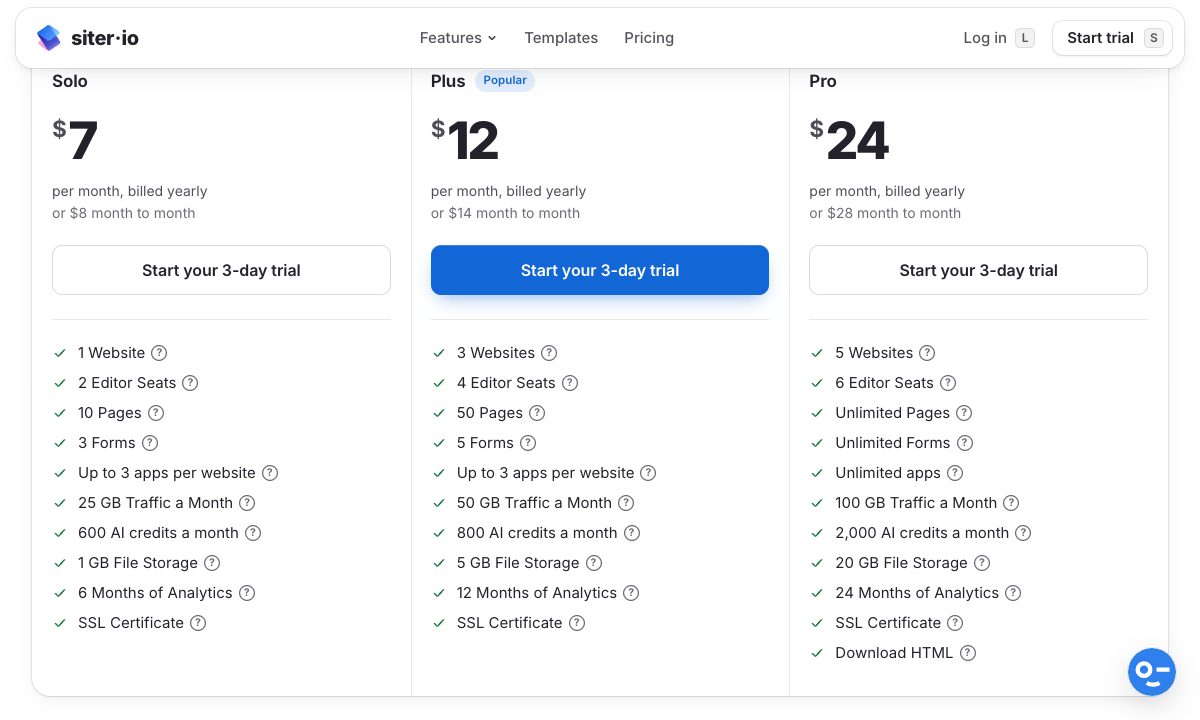 siter·io
Features
Templates
Pricing
Log in L
Start trial S
Solo
$7
per month, billed yearly
or $8 month to month
Start your 3-day trial
1 Website ?
2 Editor Seats ?
10 Pages ?
3 Forms ?
Up to 3 apps per website ?
25 GB Traffic a Month ?
600 AI credits a month ?
1 GB File Storage ?
6 Months of Analytics ?
SSL Certificate ?
Plus Popular
$12
per month, billed yearly
or $14 month to month
Start your 3-day trial
3 Websites ?
4 Editor Seats ?
50 Pages ?
5 Forms ?
Up to 3 apps per website ?
50 GB Traffic a Month ?
800 AI credits a month ?
5 GB File Storage ?
12 Months of Analytics ?
SSL Certificate ?
Pro
$24
per month, billed yearly
or $28 month to month
Start your 3-day trial
5 Websites ?
6 Editor Seats ?
Unlimited Pages ?
Unlimited Forms ?
Unlimited apps ?
100 GB Traffic a Month ?
2,000 AI credits a month ?
20 GB File Storage ?
24 Months of Analytics ?
SSL Certificate ?
Download HTML ?